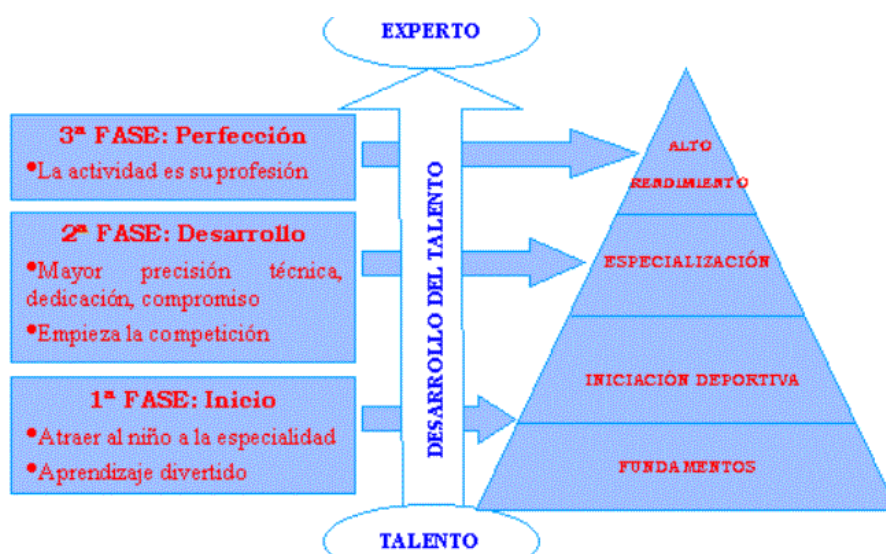 EXPERTO
3ª FASE: Perfección
•La actividad es su profesión
2ª FASE: Desarrollo
•Mayor precisión técnica,
dedicación, compromiso
•Empieza la competición
1ª FASE: Inicio
•Atraer al niño a la especialidad
•Aprendizaje divertido
DESARROLLO DEL TALENTO
ALTO
RENDIMIENTO
ESPECIALIZACIÓN
INICIACIÓN DEPORTIVA
FUNDAMENTOS
TALENTO